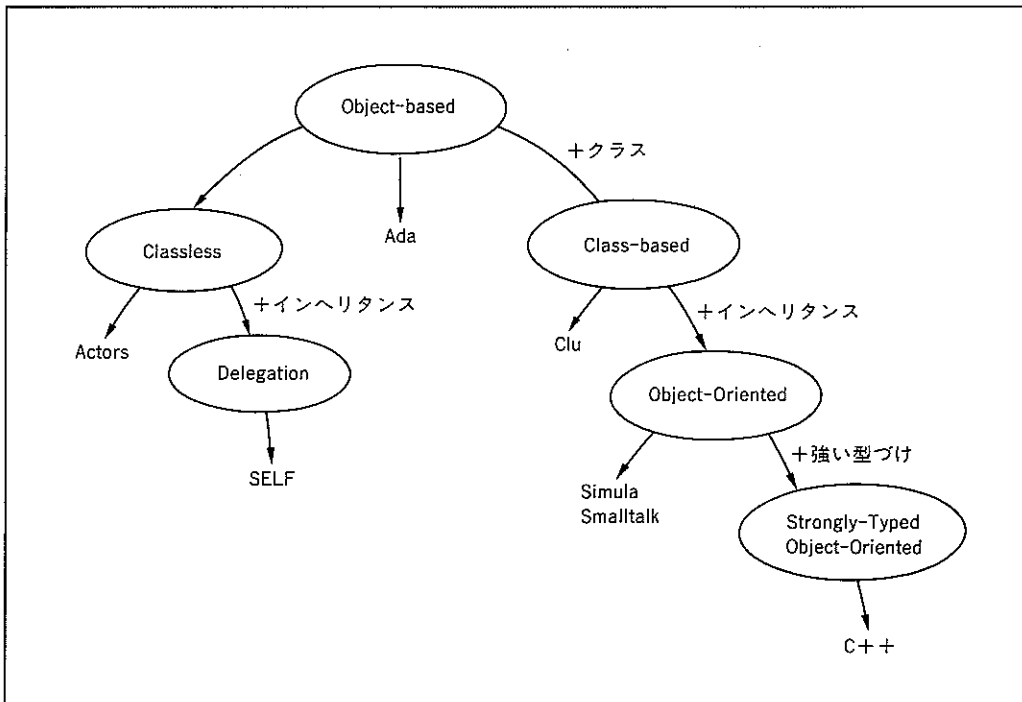 Object-based
＋クラス
Ada
Classless
Class-based
＋インヘリタンス
＋インヘリタンス
Actors
Clu
Delegation
Object-Oriented
＋強い型づけ
SELF
Simula
Smalltalk
Strongly-Typed
Object-Oriented
C＋＋